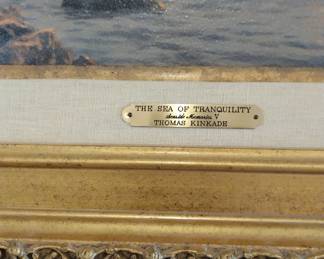 THE SEA OF TRANQUILITY
Seaside Memories V
THOMAS KINKADE